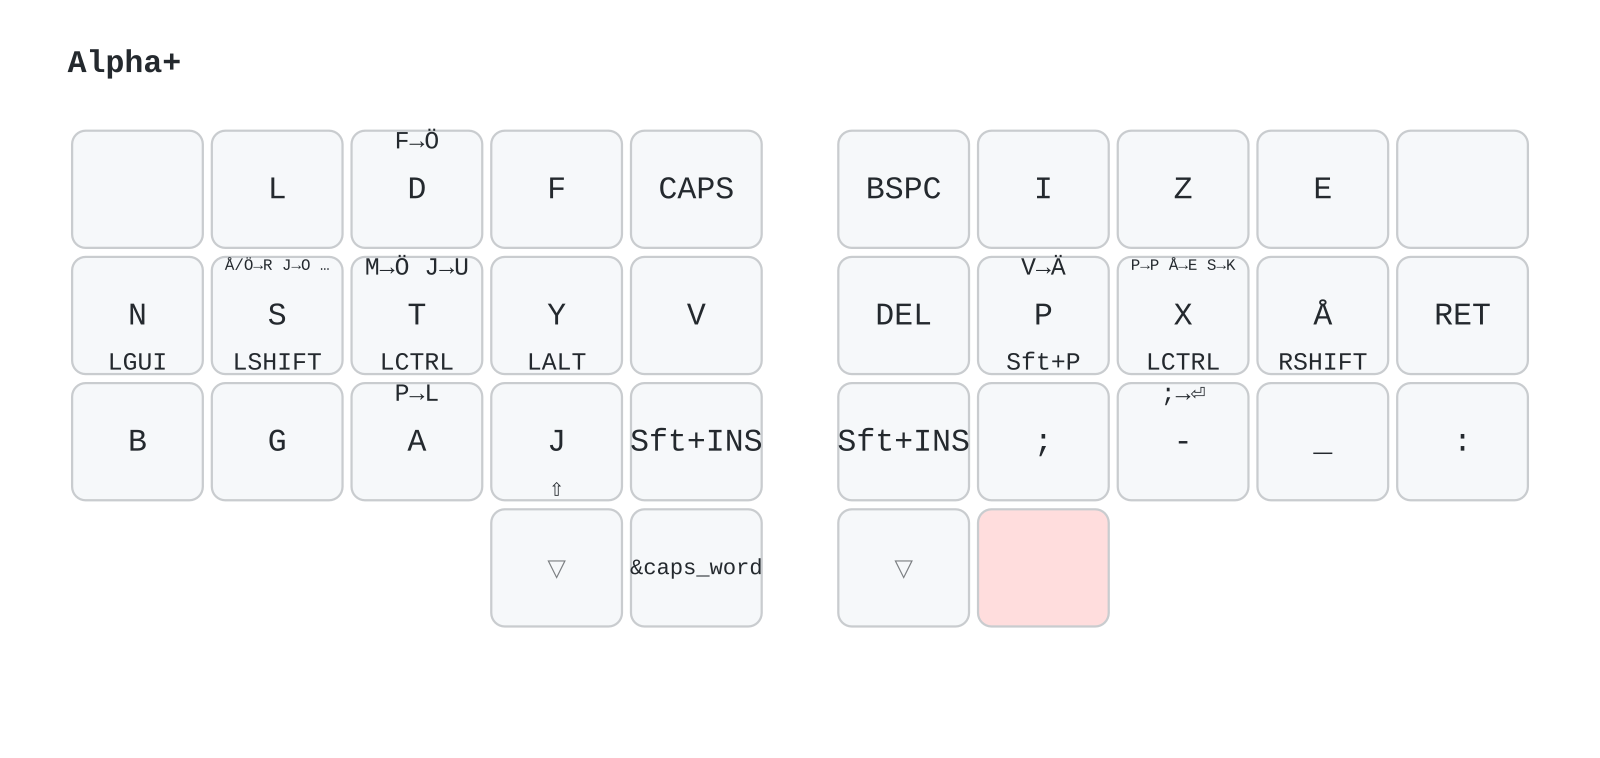 Alpha+
F→Ö
L D F CAPS BSPC I Z E
Å/Ö→R J→O … M→Ö J→U V→Ä P→P Å→E S→K
N S T Y V DEL P X Å RET
LGUI LSHIFT LCTRL LALT Sft+P LCTRL RSHIFT
P→L ;→⏎
B G A J Sft+INS Sft+INS ; - _ :
⇧
▽ &caps_word ▽